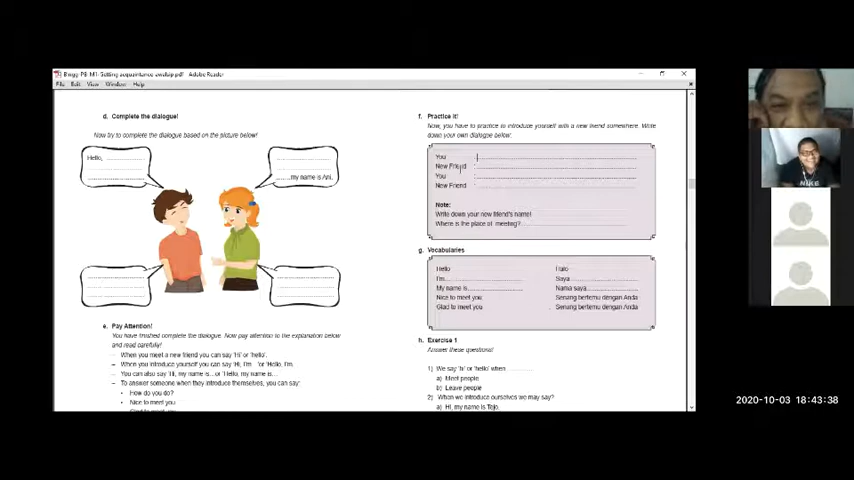 Bingg-PB-M1-Getting acquaintance awal.pdf - Adobe Reader
File Edit View Window Help
d. Complete the dialogue!
Now try to complete the dialogue based on the picture below!
Hello, ....................
........my name is Ani.
e. Pay Attention!
You have finished complete the dialogue. Now pay attention to the explanation below
and read carefully!
– When you meet a new friend you can say 'Hi' or 'hello'.
– When you introduce yourself you can say 'Hi, I'm 'or 'Hello, I'm.
– You can also say 'Hi, my name is...or 'Hello, my name is...
– To answer someone when they introduce themselves, you can say:
• How do you do?
• Nice to meet you
• Glad to meet you
f. Practice it!
Now, you have to practice to introduce yourself with a new friend somewhere. Write
down your own dialogue below.
You :
New Friend :
You :
New Friend :
Note:
Write down your new friend's name!
Where is the place of meeting?
g. Vocabularies
Hello Halo
I'm Saya
My name is Nama saya
Nice to meet you Senang bertemu dengan Anda
Glad to meet you Senang bertemu dengan Anda
h. Exercise 1
Answer these questions!
1) We say 'hi' or 'hello' when ............
a) Meet people
b) Leave people
2) When we introduce ourselves we may say?
a) Hi, my name is Tejo.
NIKE
2020-10-03 18:43:38